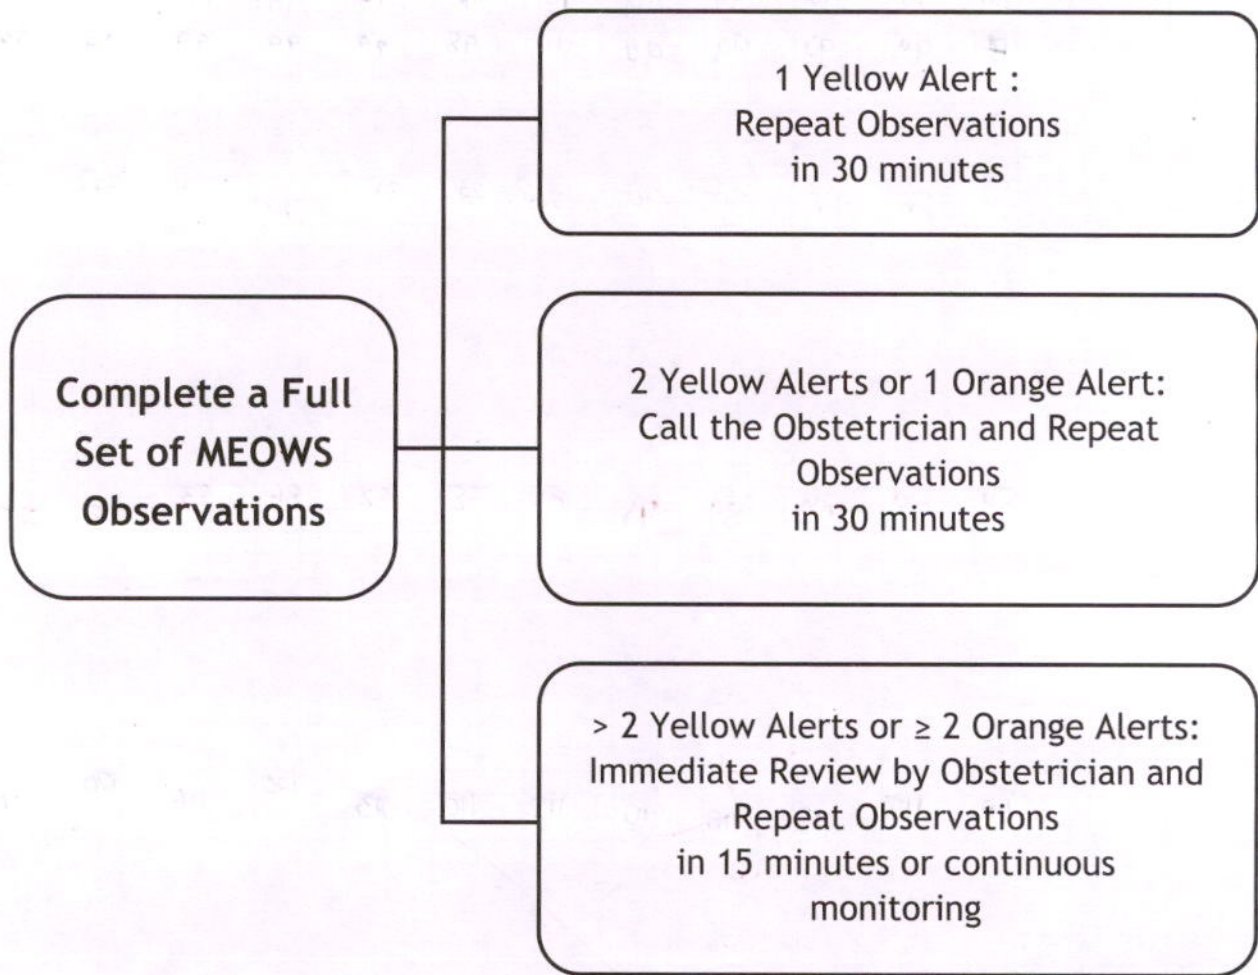 1 Yellow Alert :
Repeat Observations
in 30 minutes
Complete a Full
Set of MEOWS
Observations
2 Yellow Alerts or 1 Orange Alert:
Call the Obstetrician and Repeat
Observations
in 30 minutes
> 2 Yellow Alerts or ≥ 2 Orange Alerts:
Immediate Review by Obstetrician and
Repeat Observations
in 15 minutes or continuous
monitoring